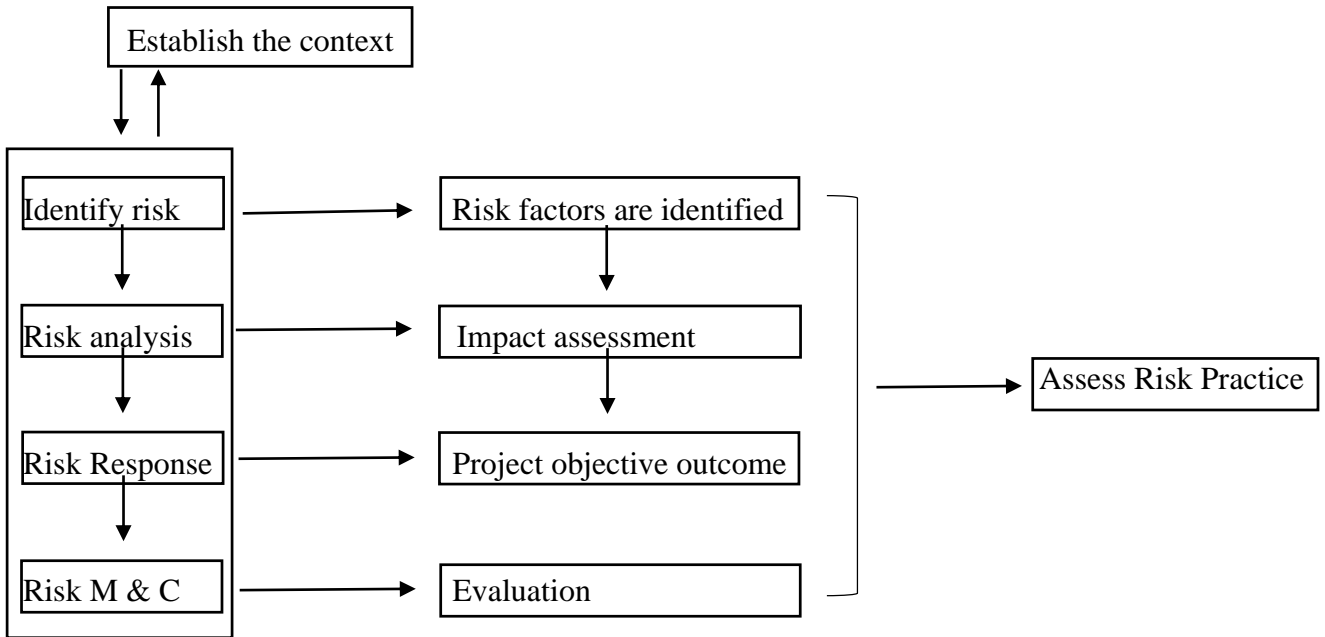 Establish the context
Identify risk
Risk factors are identified
Risk analysis
Impact assessment
Assess Risk Practice
Risk Response
Project objective outcome
Risk M & C
Evaluation